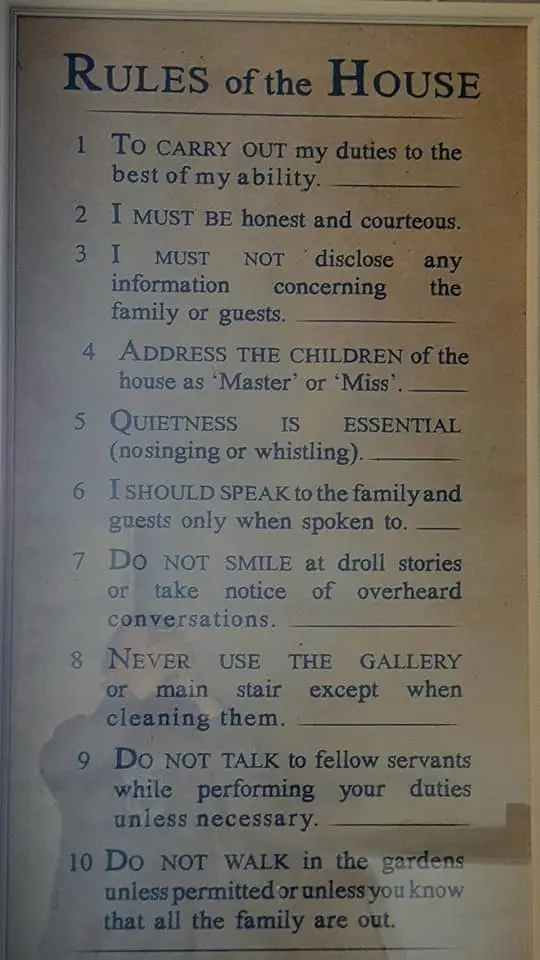 RULES of the HOUSE
1 TO CARRY OUT my duties to the
best of my ability.
2 I MUST BE honest and courteous.
3 I MUST NOT disclose any
information concerning the
family or guests.
4 ADDRESS THE CHILDREN of the
house as ‘Master’ or ‘Miss’.
5 QUIETNESS IS ESSENTIAL
(nosinging or whistling).
6 I SHOULD SPEAK to the family and
guests only when spoken to.
7 DO NOT SMILE at droll stories
or take notice of overheard
conversations.
8 NEVER USE THE GALLERY
or main stair except when
cleaning them.
9 DO NOT TALK to fellow servants
while performing your duties
unless necessary.
10 DO NOT WALK in the gardens
unless permitted or unless you know
that all the family are out.